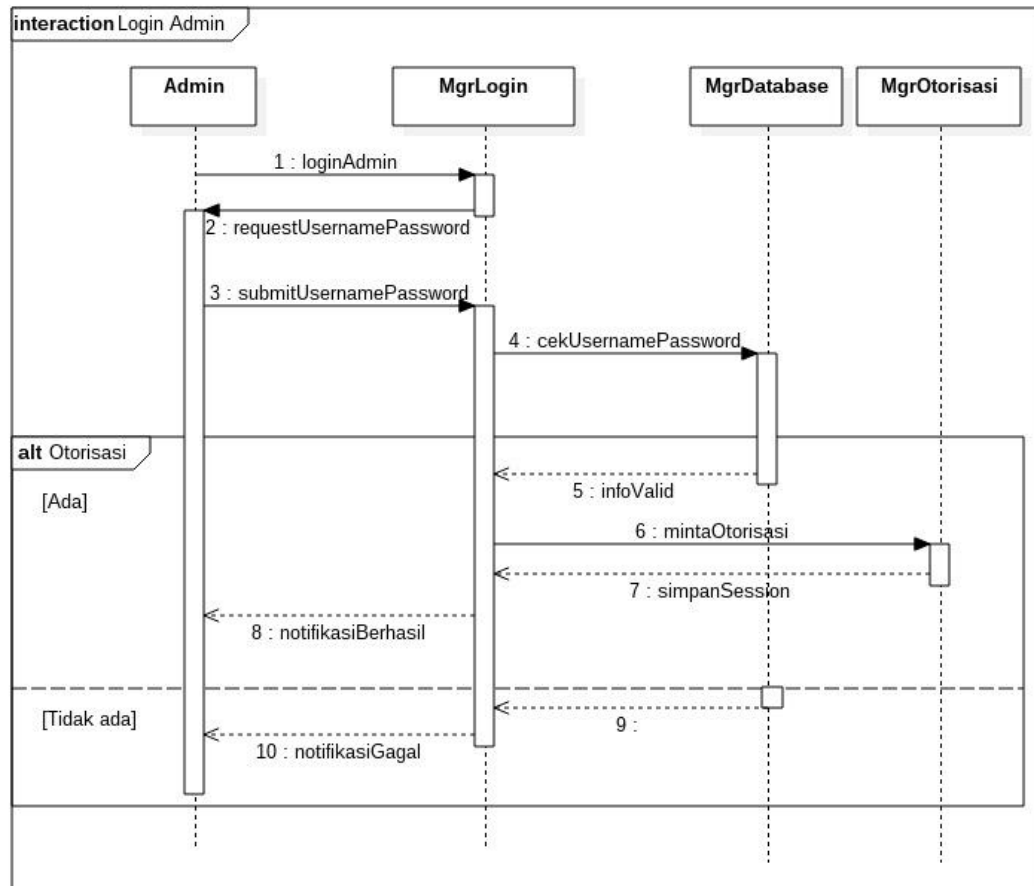 interaction Login Admin
Admin
MgrLogin
MgrDatabase
MgrOtorisasi
1 : loginAdmin
2 : requestUsernamePassword
3 : submitUsernamePassword
4 : cekUsernamePassword
alt Otorisasi
5 : infoValid
[Ada]
6 : mintaOtorisasi
7 : simpanSession
8 : notifikasiBerhasil
[Tidak ada]
9 :
10 : notifikasiGagal